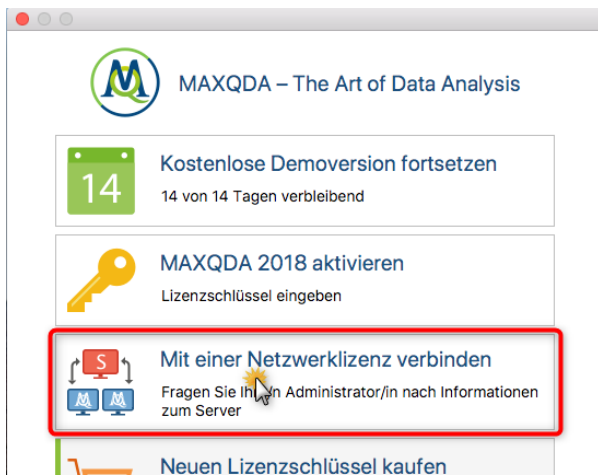 MAXQDA – The Art of Data Analysis
14
Kostenlose Demoversion fortsetzen
14 von 14 Tagen verbleibend
MAXQDA 2018 aktivieren
Lizenzschlüssel eingeben
S
Mit einer Netzwerklizenz verbinden
Fragen Sie Administrator/in nach Informationen
zum Server
Neuen Lizenzschlüssel kaufen